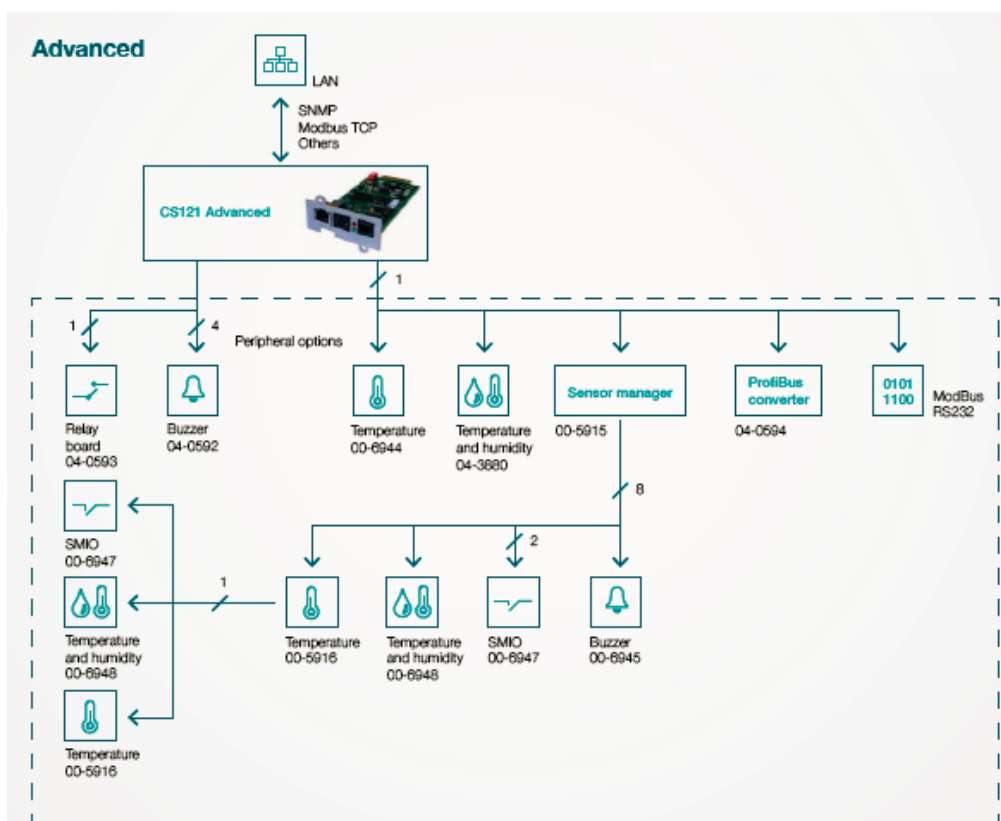 Advanced
LAN
SNMP
Modbus TCP
Others
CS121 Advanced
1
1
4
Peripheral options
Relay
board
04-0593
Buzzer
04-0592
Temperature
00-6944
Temperature
and humidity
04-3880
Sensor manager
00-5915
ProfiBus
converter
04-0594
0101
1100
ModBus
RS232
8
2
1
SMIO
00-6947
Temperature
and humidity
00-6948
Temperature
00-5916
Temperature
00-5916
Temperature
and humidity
00-6948
SMIO
00-6947
Buzzer
00-6945